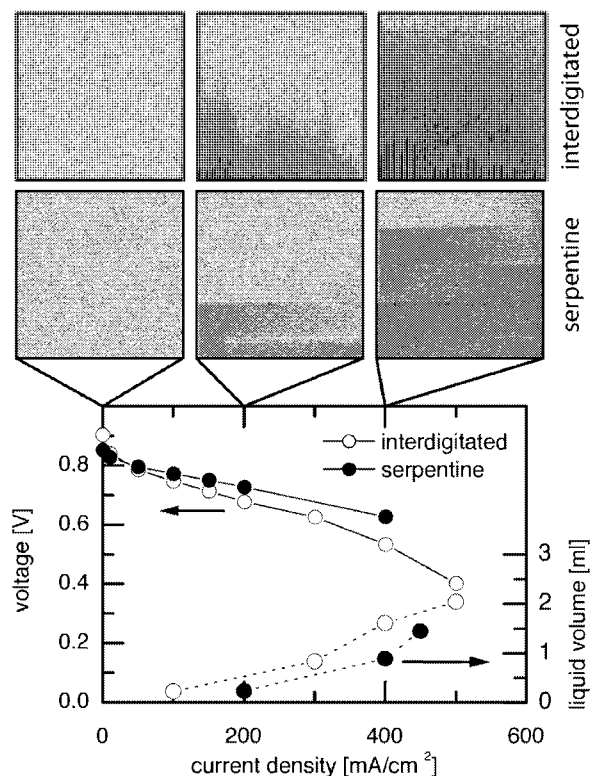 interdigitated
serpentine
interdigitated
serpentine
voltage [V]
0.8
0.6
0.4
0.2
0.0
3
2
1
0
liquid volume [ml]
0
200
400
600
current density [mA/cm²]